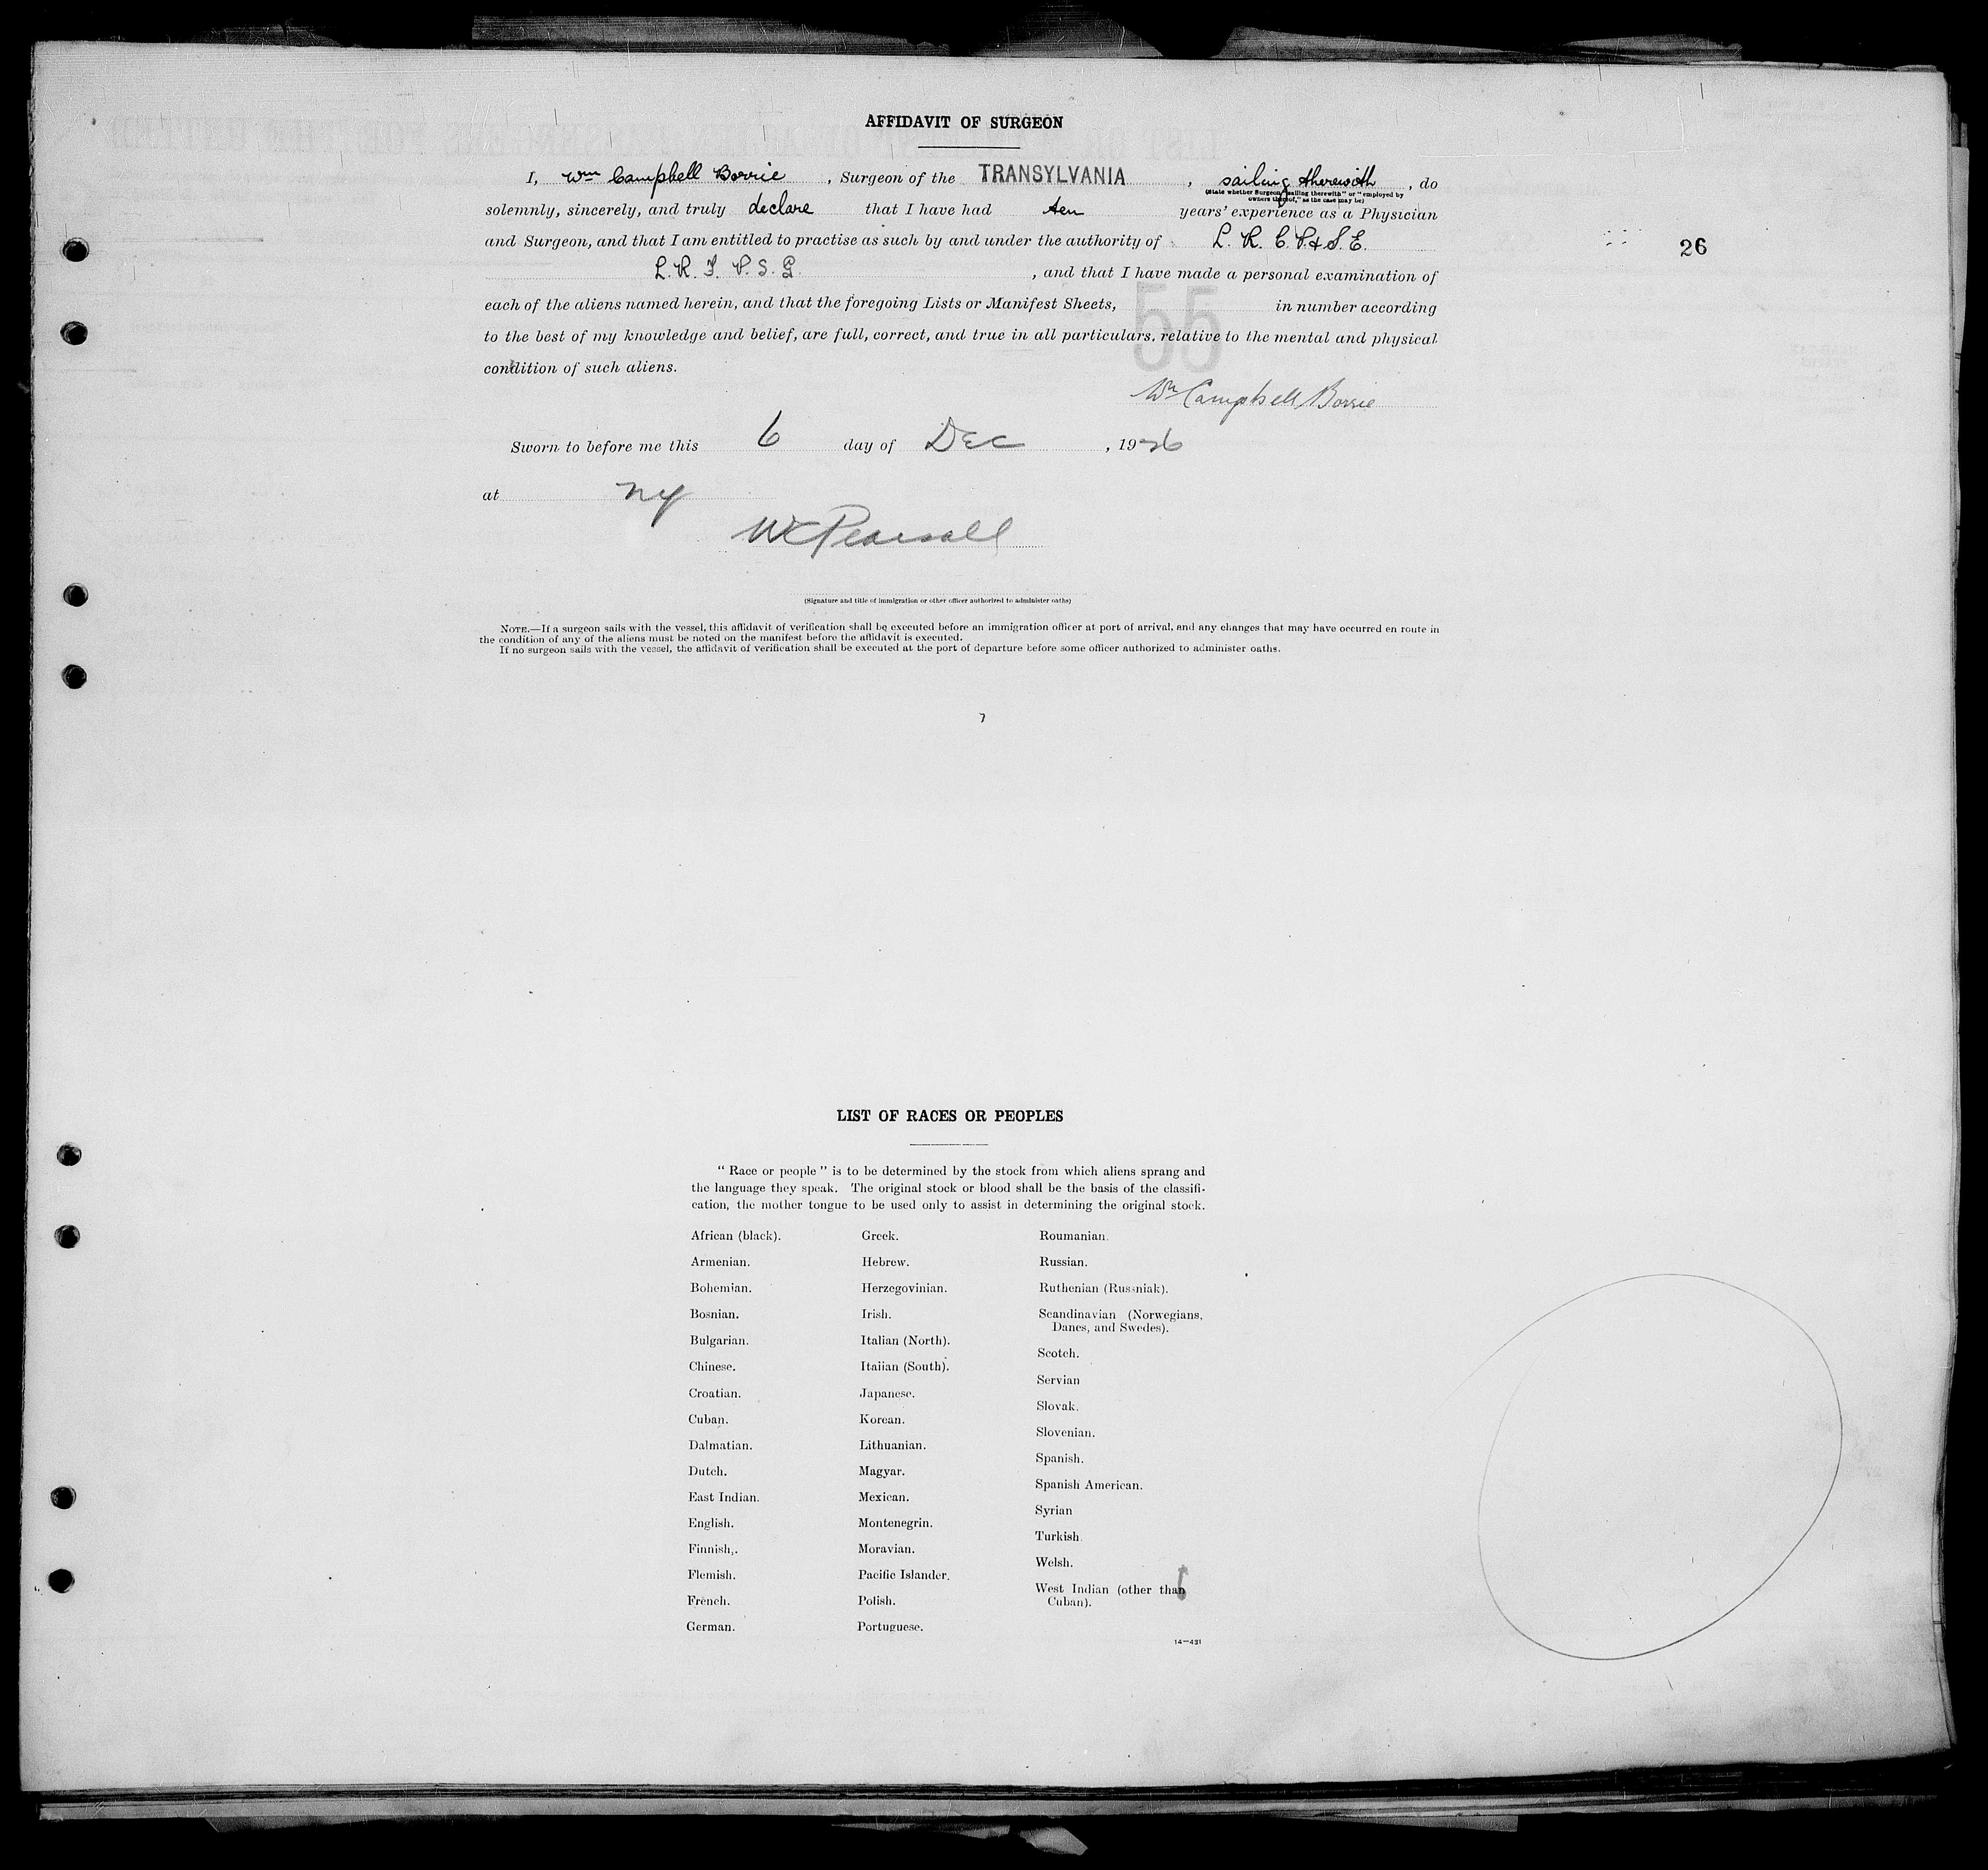 AFFIDAVIT OF SURGEON
I, Wm Campbell Borrie, Surgeon of the TRANSYLVANIA, sailing therewith, do
(State whether Surgeon "sailing therewith" or "employed by
owners thereof," as the case may be)
solemnly, sincerely, and truly declare that I have had ten years' experience as a Physician
and Surgeon, and that I am entitled to practise as such by and under the authority of L. R. C. P. & S. E.
L. R. F. P. S. G. , and that I have made a personal examination of
26
each of the aliens named herein, and that the foregoing Lists or Manifest Sheets, in number according
55
to the best of my knowledge and belief, are full, correct, and true in all particulars, relative to the mental and physical
condition of such aliens.
Wm Campbell Borrie
Sworn to before me this 6 day of Dec, 1926
at NY
WC Pearsall
(Signature and title of immigration or other officer authorized to administer oaths)
NOTE.—If a surgeon sails with the vessel, this affidavit of verification shall be executed before an immigration officer at port of arrival, and any changes that may have occurred en route in
the condition of any of the aliens must be noted on the manifest before the affidavit is executed.
If no surgeon sails with the vessel, the affidavit of verification shall be executed at the port of departure before some officer authorized to administer oaths.
LIST OF RACES OR PEOPLES
" Race or people " is to be determined by the stock from which aliens sprang and
the language they speak. The original stock or blood shall be the basis of the classifi-
cation, the mother tongue to be used only to assist in determining the original stock.
African (black).
Armenian.
Bohemian.
Bosnian.
Bulgarian.
Chinese.
Croatian.
Cuban.
Dalmatian.
Dutch.
East Indian.
English.
Finnish.
Flemish.
French.
German.
Greek.
Hebrew.
Herzegovinian.
Irish.
Italian (North).
Italian (South).
Japanese.
Korean.
Lithuanian.
Magyar.
Mexican.
Montenegrin.
Moravian.
Pacific Islander.
Polish.
Portuguese.
Roumanian.
Russian.
Ruthenian (Russniak).
Scandinavian (Norwegians,
Danes, and Swedes).
Scotch.
Servian
Slovak.
Slovenian.
Spanish.
Spanish American.
Syrian
Turkish
Welsh.
West Indian (other than
Cuban).
14—431